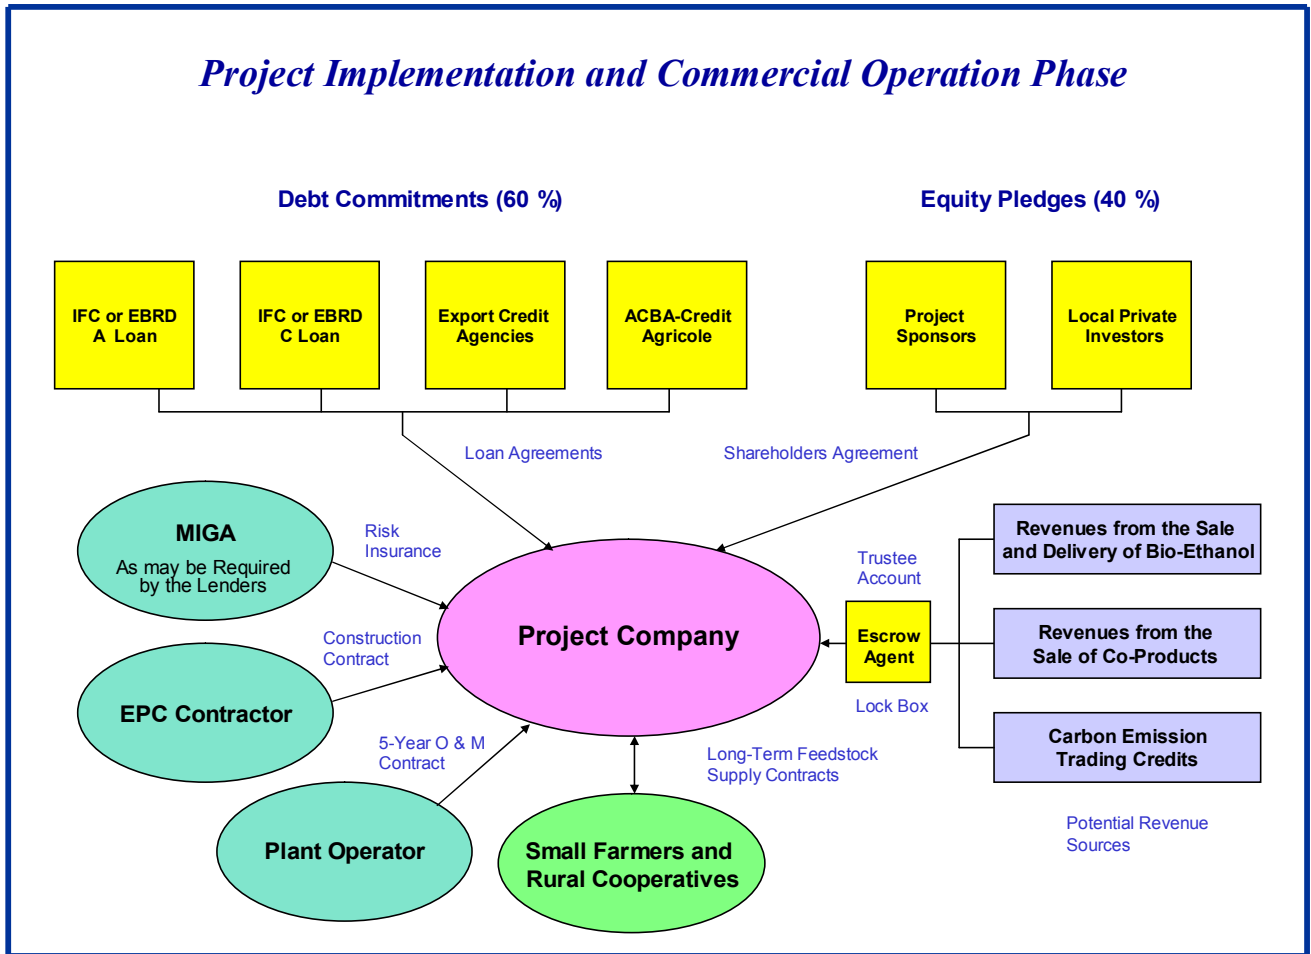 Project Implementation and Commercial Operation Phase
Debt Commitments (60 %)
Equity Pledges (40 %)
IFC or EBRD
A Loan
IFC or EBRD
C Loan
Export Credit
Agencies
ACBA-Credit
Agricole
Project
Sponsors
Local Private
Investors
Loan Agreements
Shareholders Agreement
MIGA
As may be Required
by the Lenders
Risk
Insurance
Trustee
Account
Revenues from the Sale
and Delivery of Bio-Ethanol
Project Company
Escrow
Agent
Revenues from the
Sale of Co-Products
Construction
Contract
EPC Contractor
Lock Box
5-Year O & M
Contract
Long-Term Feedstock
Supply Contracts
Carbon Emission
Trading Credits
Plant Operator
Small Farmers and
Rural Cooperatives
Potential Revenue
Sources